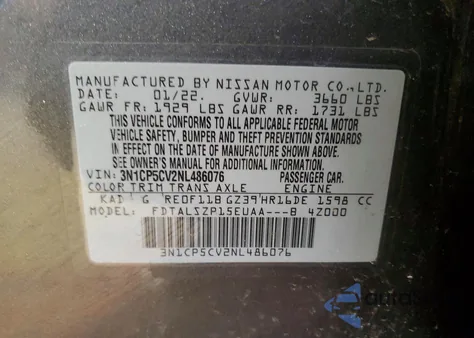 MANUFACTURED BY NISSAN MOTOR CO., LTD.
DATE: 01/22. GVWR: 3660 LBS
GAWR FR: 1929 LBS GAWR RR: 1731 LBS
THIS VEHICLE CONFORMS TO ALL APPLICABLE FEDERAL MOTOR
VEHICLE SAFETY, BUMPER AND THEFT PREVENTION STANDARDS
IN EFFECT ON THE DATE OF MANUFACTURE SHOWN ABOVE.
SEE OWNER'S MANUAL FOR ADDITIONAL INFORMATION.
VIN: 3N1CP5CV2NL486076 PASSENGER CAR.
COLOR TRIM TRANS AXLE ENGINE
KAD G RE0F11B GZ39 HR16DE 1598 CC
MODEL: FDTALSZP15EUAA---B 4Z000
3N1CP5CV2NL486076